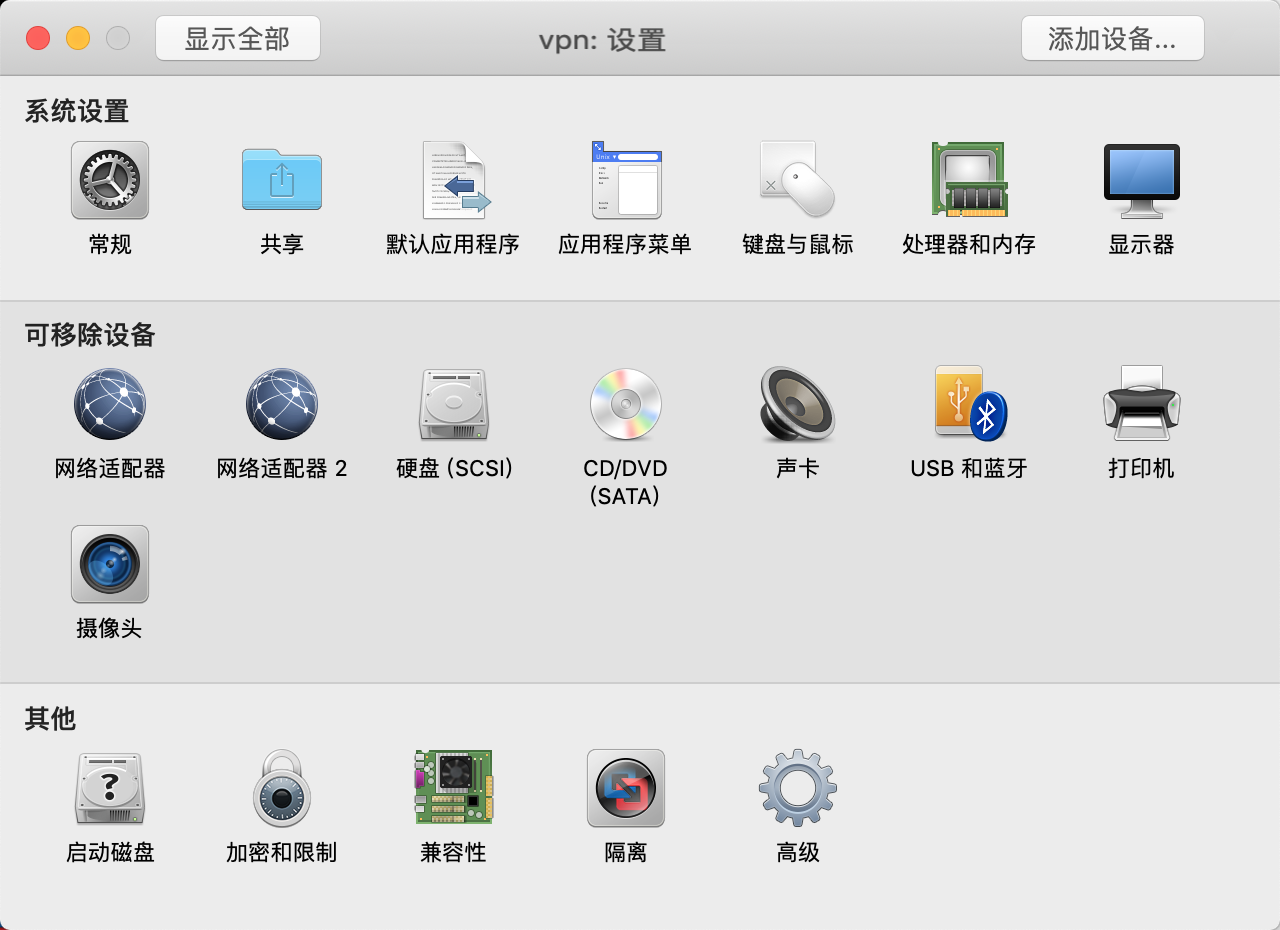 显示全部
vpn: 设置
添加设备...
系统设置
常规
共享
默认应用程序
应用程序菜单
键盘与鼠标
处理器和内存
显示器
可移除设备
网络适配器
网络适配器 2
硬盘 (SCSI)
CD/DVD
(SATA)
声卡
USB 和蓝牙
打印机
摄像头
其他
启动磁盘
加密和限制
兼容性
隔离
高级